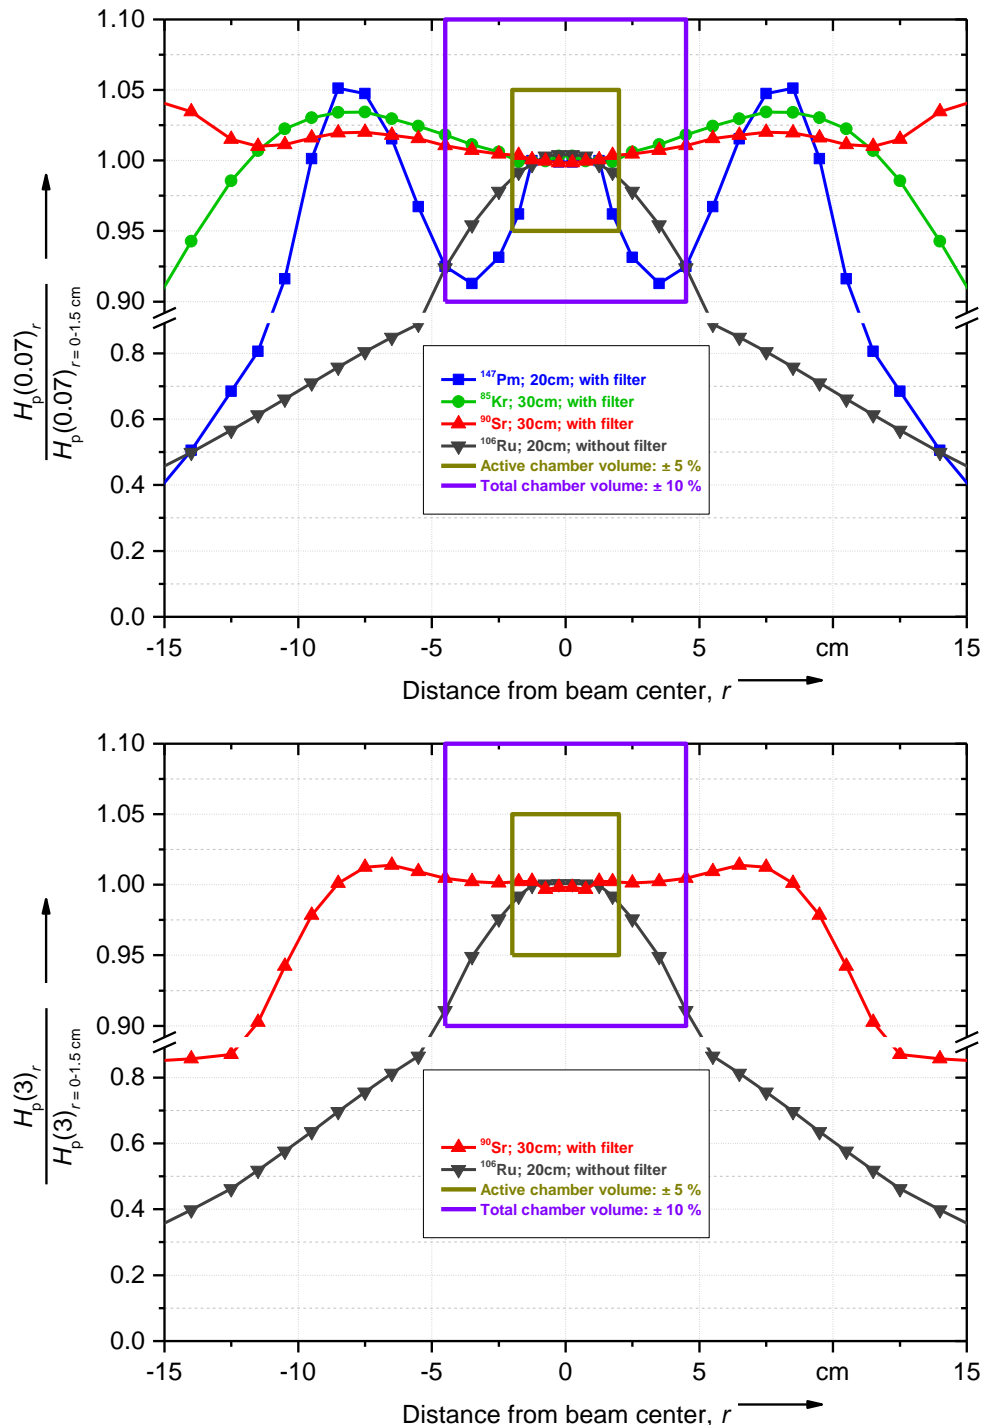 1.10
1.05
1.00
0.95
0.90
0.8
0.6
0.4
0.2
0.0
Hp(0.07)r
Hp(0.07)r = 0-1.5 cm
147Pm; 20cm; with filter
85Kr; 30cm; with filter
90Sr; 30cm; with filter
106Ru; 20cm; without filter
Active chamber volume: ± 5 %
Total chamber volume: ± 10 %
-15 -10 -5 0 5 cm 15
Distance from beam center, r
1.10
1.05
1.00
0.95
0.90
0.8
0.6
0.4
0.2
0.0
Hp(3)r
Hp(3)r = 0-1.5 cm
90Sr; 30cm; with filter
106Ru; 20cm; without filter
Active chamber volume: ± 5 %
Total chamber volume: ± 10 %
-15 -10 -5 0 5 cm 15
Distance from beam center, r